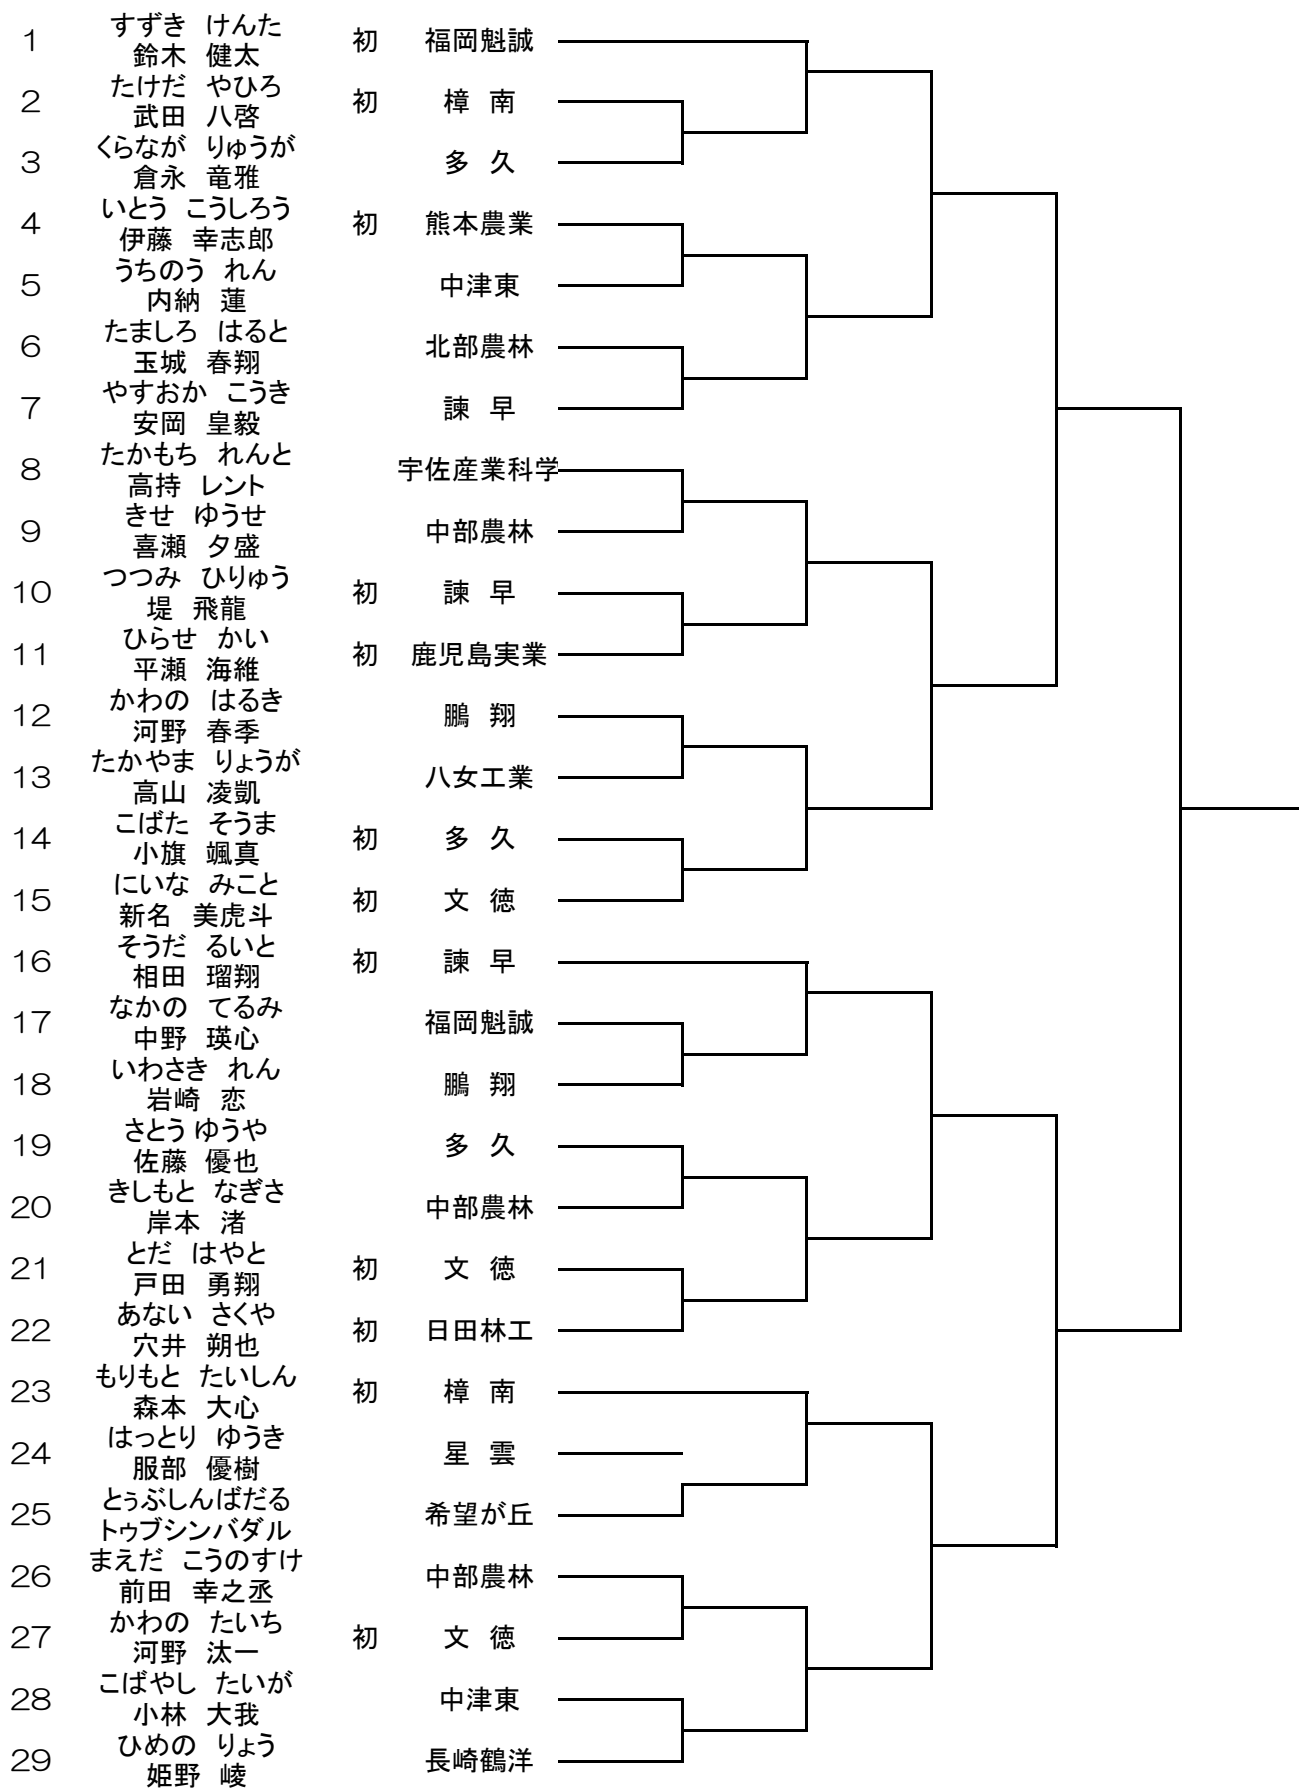 すずき けんた
1 鈴木 健太 初 福岡魁誠
たけだ やひろ
2 武田 八啓 初 樟 南
くらなが りゅうが
3 倉永 竜雅 多 久
いとう こうしろう
4 伊藤 幸志郎 初 熊本農業
うちのう れん
5 内納 蓮 中津東
たましろ はると
6 玉城 春翔 北部農林
やすおか こうき
7 安岡 皇毅 諫 早
たかもち れんと
8 高持 レント 宇佐産業科学
きせ ゆうせ
9 喜瀬 夕盛 中部農林
つつみ ひりゅう
10 堤 飛龍 初 諫 早
ひらせ かい
11 平瀬 海維 初 鹿児島実業
かわの はるき
12 河野 春季 鵬 翔
たかやま りょうが
13 高山 凌凱 八女工業
こばた そうま
14 小旗 颯真 初 多 久
にいな みこと
15 新名 美虎斗 初 文 徳
そうだ るいと
16 相田 瑠翔 初 諫 早
なかの てるみ
17 中野 瑛心 福岡魁誠
いわさき れん
18 岩崎 恋 鵬 翔
さとう ゆうや
19 佐藤 優也 多 久
きしもと なぎさ
20 岸本 渚 中部農林
とだ はやと
21 戸田 勇翔 初 文 徳
あない さくや
22 穴井 朔也 初 日田林工
もりもと たいしん
23 森本 大心 初 樟 南
はっとり ゆうき
24 服部 優樹 星 雲
とぅぶしんばだる
25 トゥブシンバダル 希望が丘
まえだ こうのすけ
26 前田 幸之丞 中部農林
かわの たいち
27 河野 汰一 初 文 徳
こばやし たいが
28 小林 大我 中津東
ひめの りょう
29 姫野 崚 長崎鶴洋